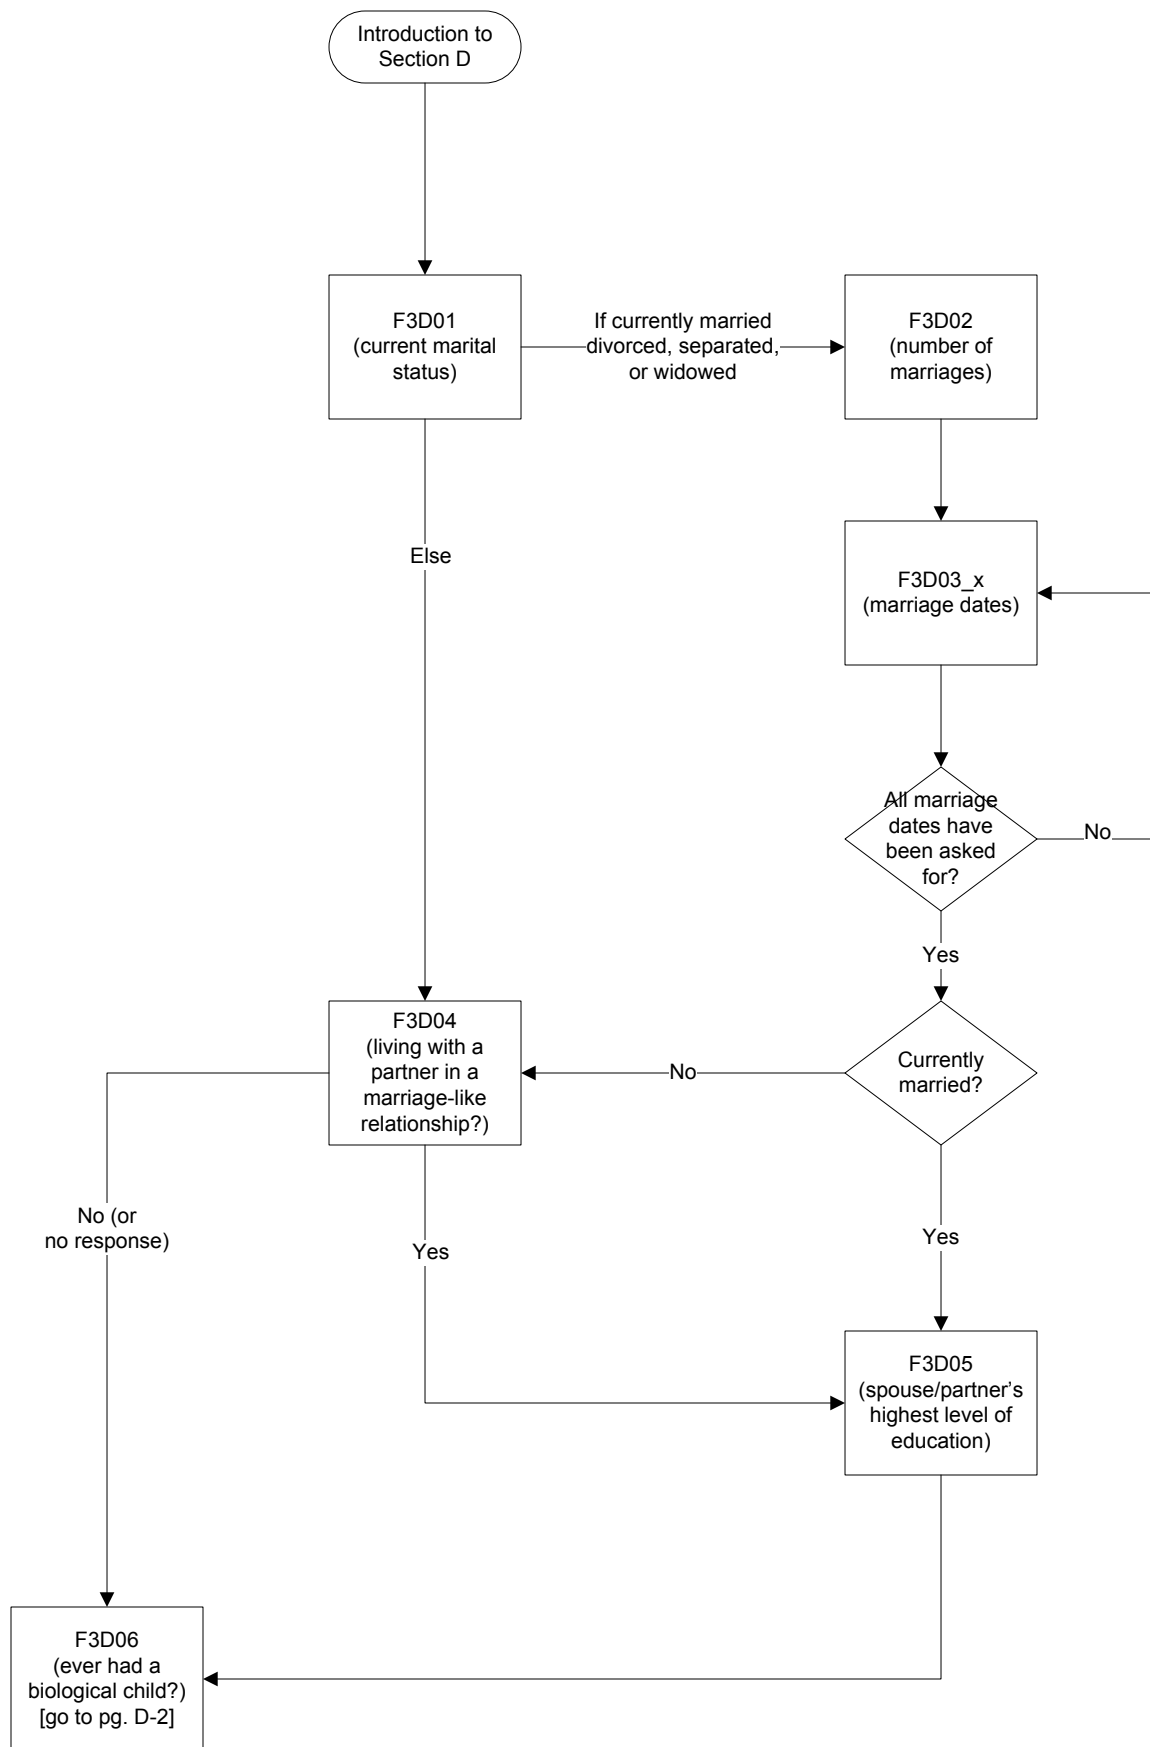 Introduction to
Section D
F3D01
(current marital
status)
If currently married
divorced, separated,
or widowed
F3D02
(number of
marriages)
Else
F3D03_x
(marriage dates)
All marriage
dates have
been asked
for?
No
Yes
F3D04
(living with a
partner in a
marriage-like
relationship?)
No
Currently
married?
No (or
no response)
Yes
Yes
F3D05
(spouse/partner’s
highest level of
education)
F3D06
(ever had a
biological child?)
[go to pg. D-2]